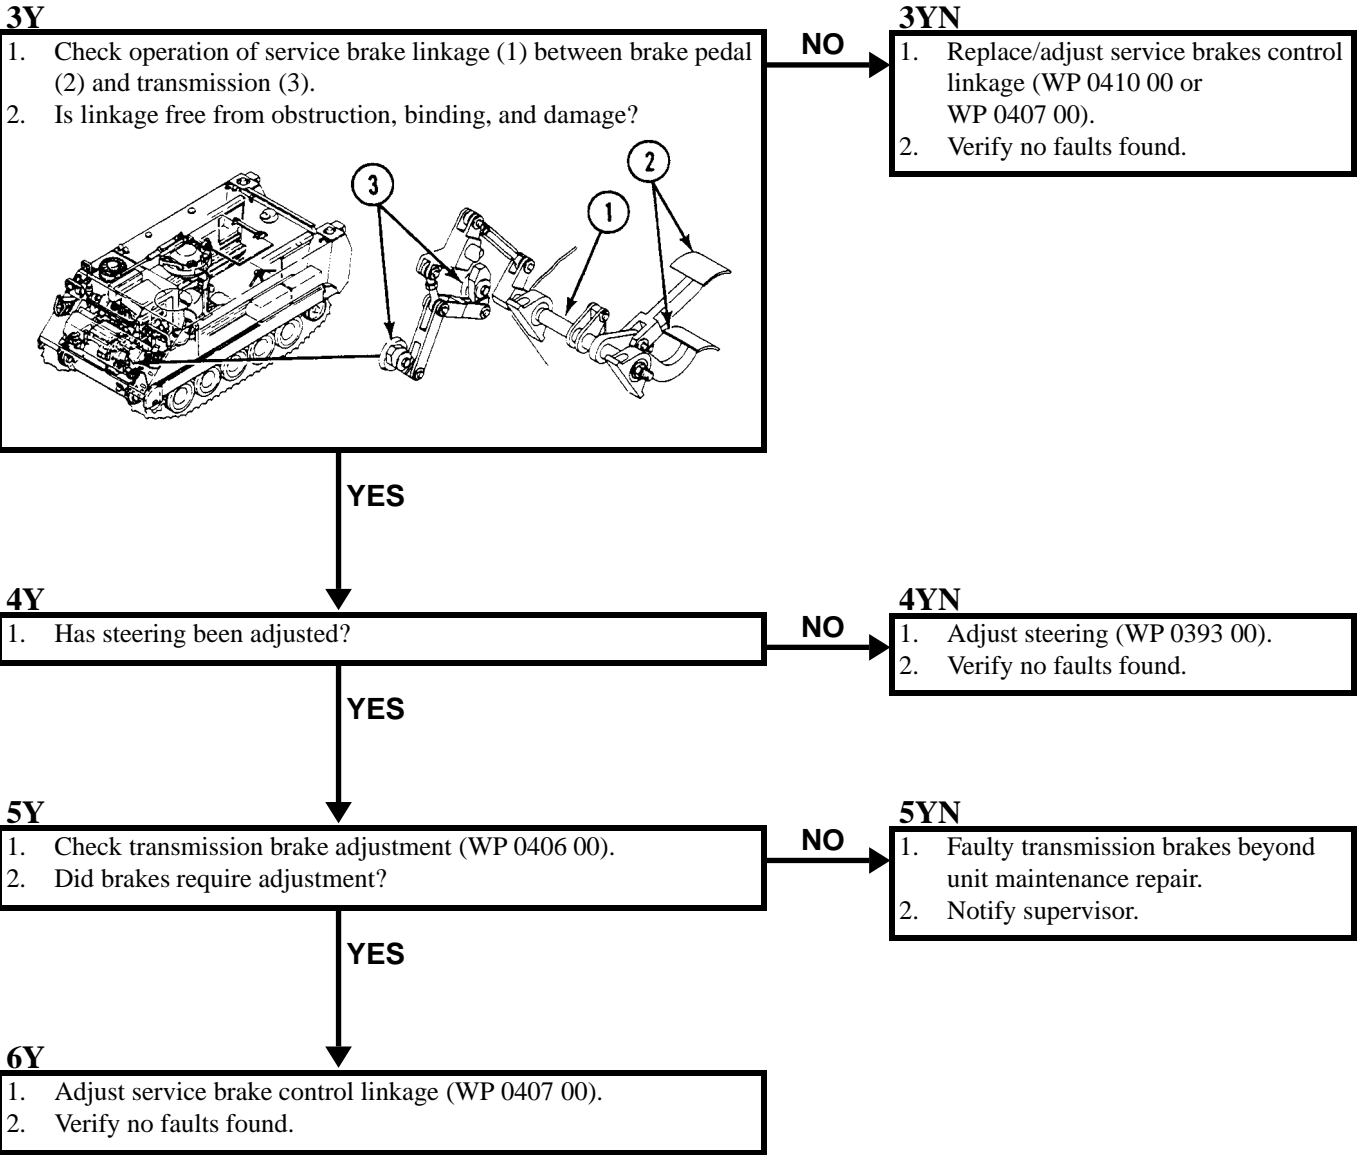 3Y
1. Check operation of service brake linkage (1) between brake pedal
(2) and transmission (3).
2. Is linkage free from obstruction, binding, and damage?
3
2
1
NO
3YN
1. Replace/adjust service brakes control
linkage (WP 0410 00 or
WP 0407 00).
2. Verify no faults found.
YES
4Y
1. Has steering been adjusted?
NO
4YN
1. Adjust steering (WP 0393 00).
2. Verify no faults found.
YES
5Y
1. Check transmission brake adjustment (WP 0406 00).
2. Did brakes require adjustment?
NO
5YN
1. Faulty transmission brakes beyond
unit maintenance repair.
2. Notify supervisor.
YES
6Y
1. Adjust service brake control linkage (WP 0407 00).
2. Verify no faults found.